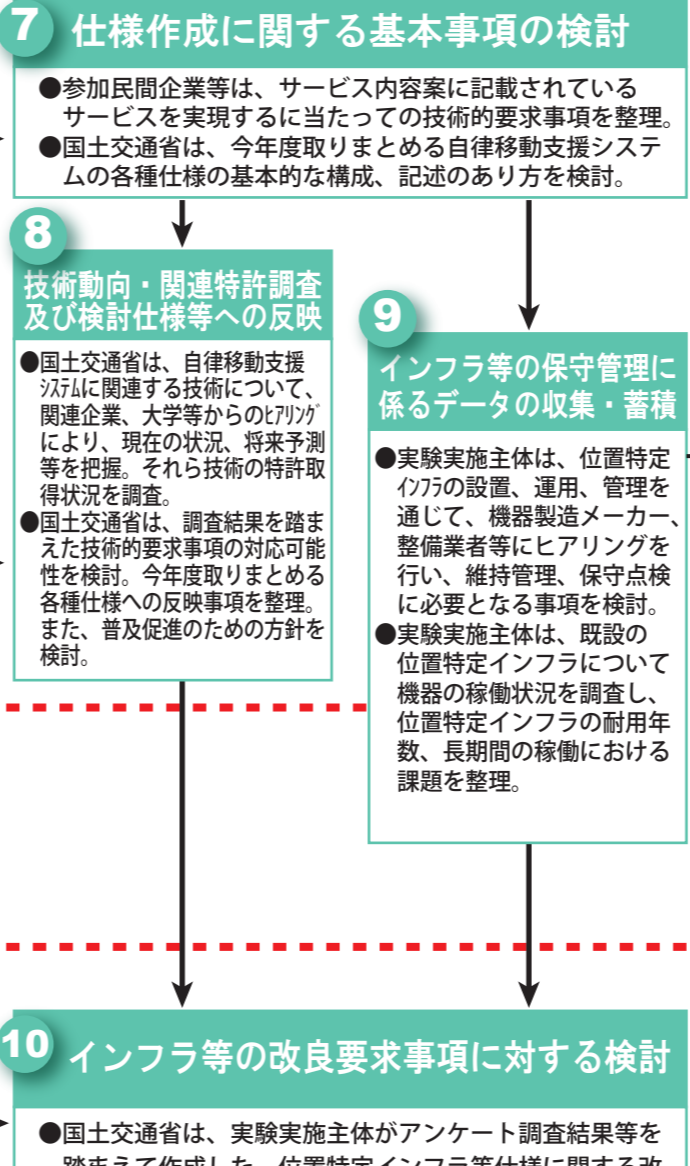 7 仕様作成に関する基本事項の検討
●参加民間企業等は、サービス内容案に記載されている
サービスを実現するに当たっての技術的要求事項を整理。
●国土交通省は、今年度取りまとめる自律移動支援システ
ムの各種仕様の基本的な構成、記述のあり方を検討。
8
技術動向・関連特許調査
及び検討仕様等への反映
●国土交通省は、自律移動支援
ｼｽﾃﾑに関連する技術について、
関連企業、大学等からのﾋｱﾘﾝｸﾞ
により、現在の状況、将来予測
等を把握。それら技術の特許取
得状況を調査。
●国土交通省は、調査結果を踏ま
えた技術的要求事項の対応可能
性を検討。今年度取りまとめる
各種仕様への反映事項を整理。
また、普及促進のための方針を
検討。
9
インフラ等の保守管理に
係るデータの収集・蓄積
●実験実施主体は、位置特定
ｲﾝﾌﾗの設置、運用、管理を
通じて、機器製造メーカー、
整備業者等にヒアリングを
行い、維持管理、保守点検
に必要となる事項を検討。
●実験実施主体は、既設の
位置特定インフラについて
機器の稼働状況を調査し、
位置特定インフラの耐用年
数、長期間の稼働における
課題を整理。
10 インフラ等の改良要求事項に対する検討
●国土交通省は、実験実施主体がアンケート調査結果等を
踏まえて作成した、位置特定インフラ等仕様に関する改